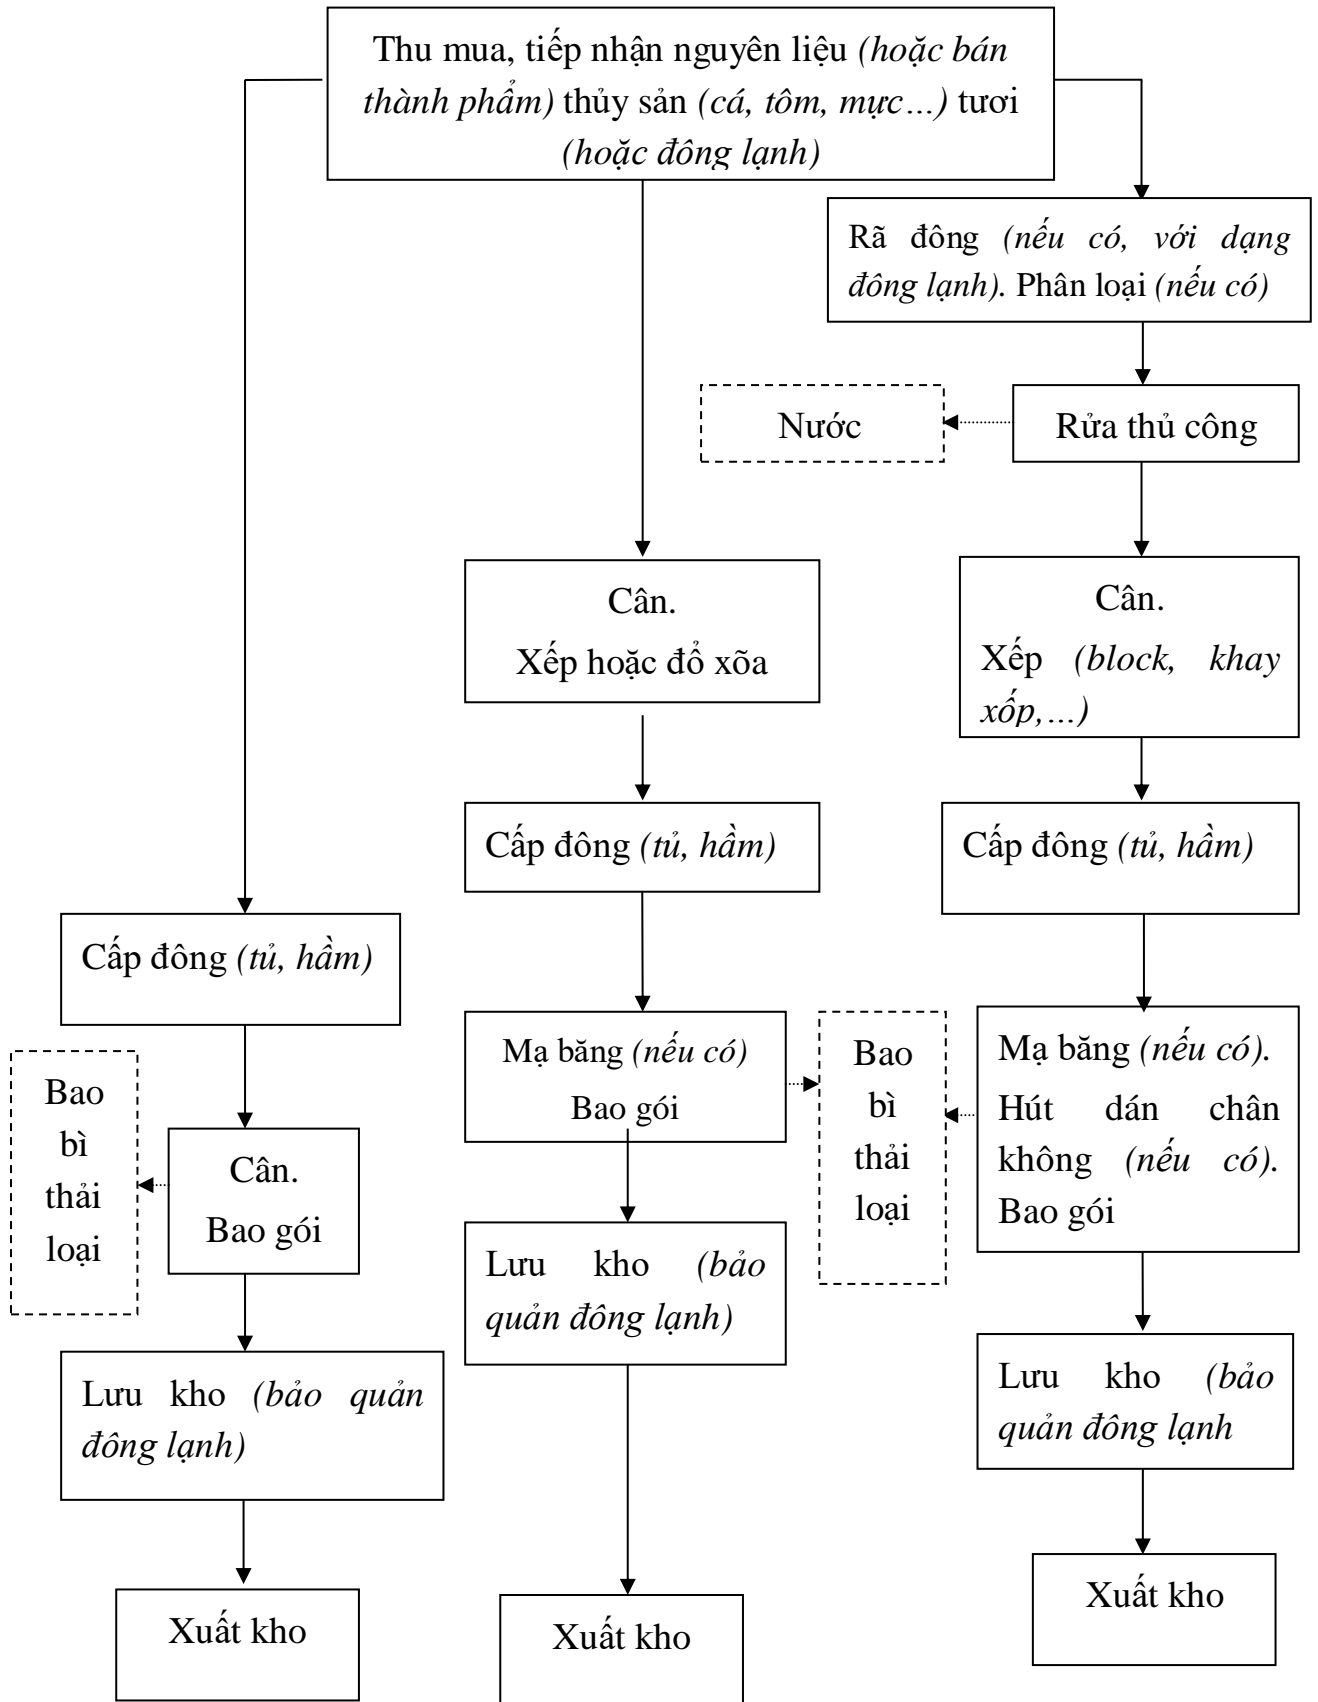 Thu mua, tiếp nhận nguyên liệu (hoặc bán
thành phẩm) thủy sản (cá, tôm, mực…) tươi
(hoặc đông lạnh)
Rã đông (nếu có, với dạng
đông lạnh). Phân loại (nếu có)
Nước
Rửa thủ công
Cân.
Xếp hoặc đổ xõa
Cân.
Xếp (block, khay
xốp,…)
Cấp đông (tủ, hầm)
Cấp đông (tủ, hầm)
Cấp đông (tủ, hầm)
Mạ băng (nếu có)
Bao gói
Bao
bì
thải
loại
Mạ băng (nếu có).
Hút dán chân
không (nếu có).
Bao gói
Bao
bì
thải
loại
Cân.
Bao gói
Lưu kho (bảo
quản đông lạnh)
Lưu kho (bảo quản
đông lạnh)
Lưu kho (bảo
quản đông lạnh
Xuất kho
Xuất kho
Xuất kho